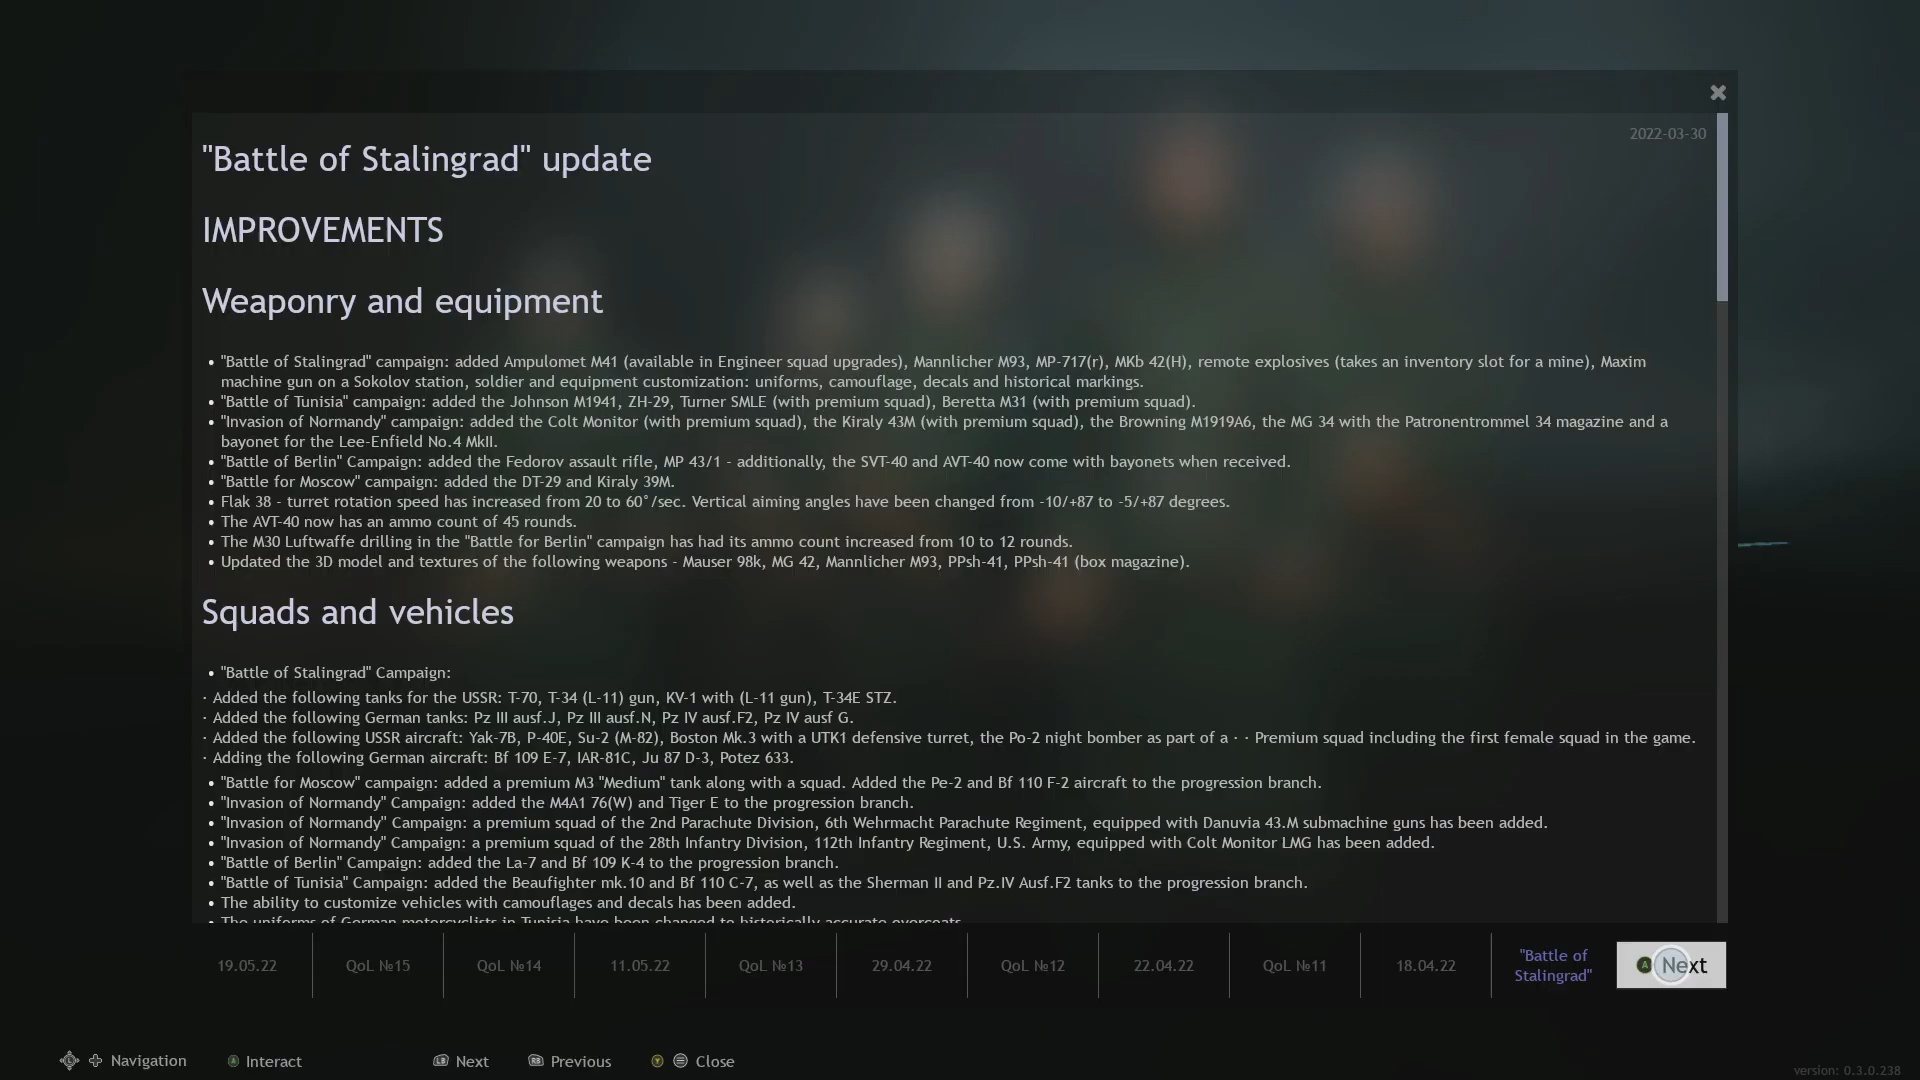 2022-03-30
"Battle of Stalingrad" update
IMPROVEMENTS
Weaponry and equipment
• "Battle of Stalingrad" campaign: added Ampulomet M41 (available in Engineer squad upgrades), Mannlicher M93, MP-717(r), MKb 42(H), remote explosives (takes an inventory slot for a mine), Maxim
machine gun on a Sokolov station, soldier and equipment customization: uniforms, camouflage, decals and historical markings.
• "Battle of Tunisia" campaign: added the Johnson M1941, ZH-29, Turner SMLE (with premium squad), Beretta M31 (with premium squad).
• "Invasion of Normandy" campaign: added the Colt Monitor (with premium squad), the Kiraly 43M (with premium squad), the Browning M1919A6, the MG 34 with the Patronentrommel 34 magazine and a
bayonet for the Lee-Enfield No.4 MkII.
• "Battle of Berlin" Campaign: added the Fedorov assault rifle, MP 43/1 - additionally, the SVT-40 and AVT-40 now come with bayonets when received.
• "Battle for Moscow" campaign: added the DT-29 and Kiraly 39M.
• Flak 38 - turret rotation speed has increased from 20 to 60°/sec. Vertical aiming angles have been changed from -10/+87 to -5/+87 degrees.
• The AVT-40 now has an ammo count of 45 rounds.
• The M30 Luftwaffe drilling in the "Battle for Berlin" campaign has had its ammo count increased from 10 to 12 rounds.
• Updated the 3D model and textures of the following weapons - Mauser 98k, MG 42, Mannlicher M93, PPsh-41, PPsh-41 (box magazine).
Squads and vehicles
• "Battle of Stalingrad" Campaign:
· Added the following tanks for the USSR: T-70, T-34 (L-11) gun, KV-1 with (L-11 gun), T-34E STZ.
· Added the following German tanks: Pz III ausf.J, Pz III ausf.N, Pz IV ausf.F2, Pz IV ausf G.
· Added the following USSR aircraft: Yak-7B, P-40E, Su-2 (M-82), Boston Mk.3 with a UTK1 defensive turret, the Po-2 night bomber as part of a · · Premium squad including the first female squad in the game.
· Adding the following German aircraft: Bf 109 E-7, IAR-81C, Ju 87 D-3, Potez 633.
• "Battle for Moscow" campaign: added a premium M3 "Medium" tank along with a squad. Added the Pe-2 and Bf 110 F-2 aircraft to the progression branch.
• "Invasion of Normandy" Campaign: added the M4A1 76(W) and Tiger E to the progression branch.
• "Invasion of Normandy" Campaign: a premium squad of the 2nd Parachute Division, 6th Wehrmacht Parachute Regiment, equipped with Danuvia 43.M submachine guns has been added.
• "Invasion of Normandy" Campaign: a premium squad of the 28th Infantry Division, 112th Infantry Regiment, U.S. Army, equipped with Colt Monitor LMG has been added.
• "Battle of Berlin" Campaign: added the La-7 and Bf 109 K-4 to the progression branch.
• "Battle of Tunisia" Campaign: added the Beaufighter mk.10 and Bf 110 C-7, as well as the Sherman II and Pz.IV Ausf.F2 tanks to the progression branch.
• The ability to customize vehicles with camouflages and decals has been added.
• The uniforms of German motorcyclists in Tunisia have been changed to historically accurate overcoats.
19.05.22
QoL №15
QoL №14
11.05.22
QoL №13
29.04.22
QoL №12
22.04.22
QoL №11
18.04.22
"Battle of
Stalingrad"
A Next
L Navigation
A Interact
LB Next
RB Previous
Y Close
version: 0.3.0.238